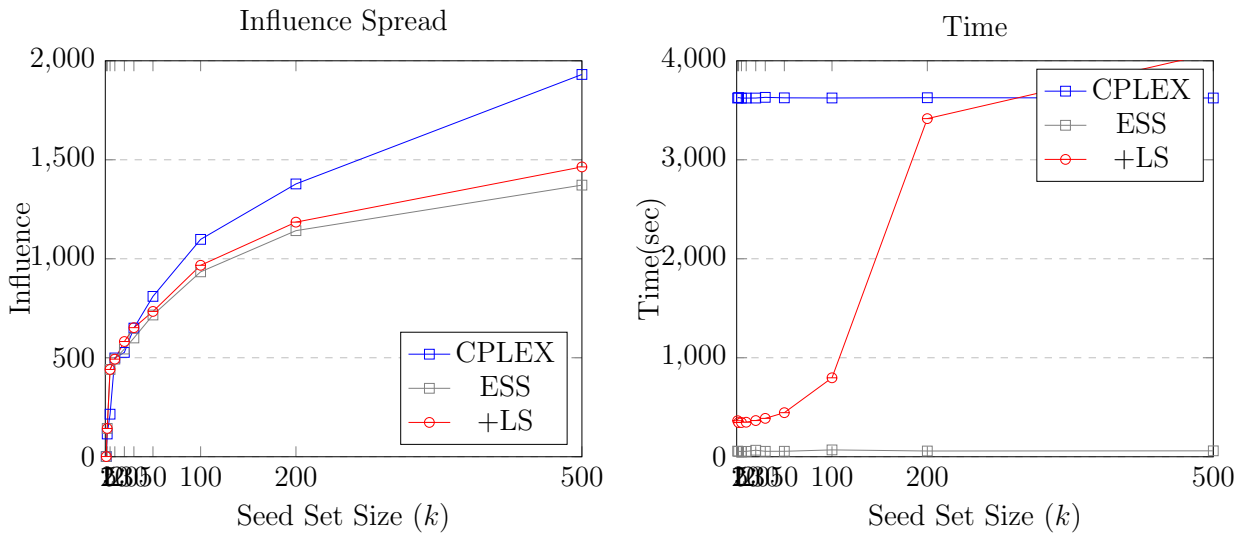 Influence Spread
2,000
1,500
1,000
500
0
Influence
50
100
200
500
Seed Set Size (k)
CPLEX
ESS
+LS
Time
4,000
3,000
2,000
1,000
0
Time(sec)
50
100
200
500
Seed Set Size (k)
CPLEX
ESS
+LS